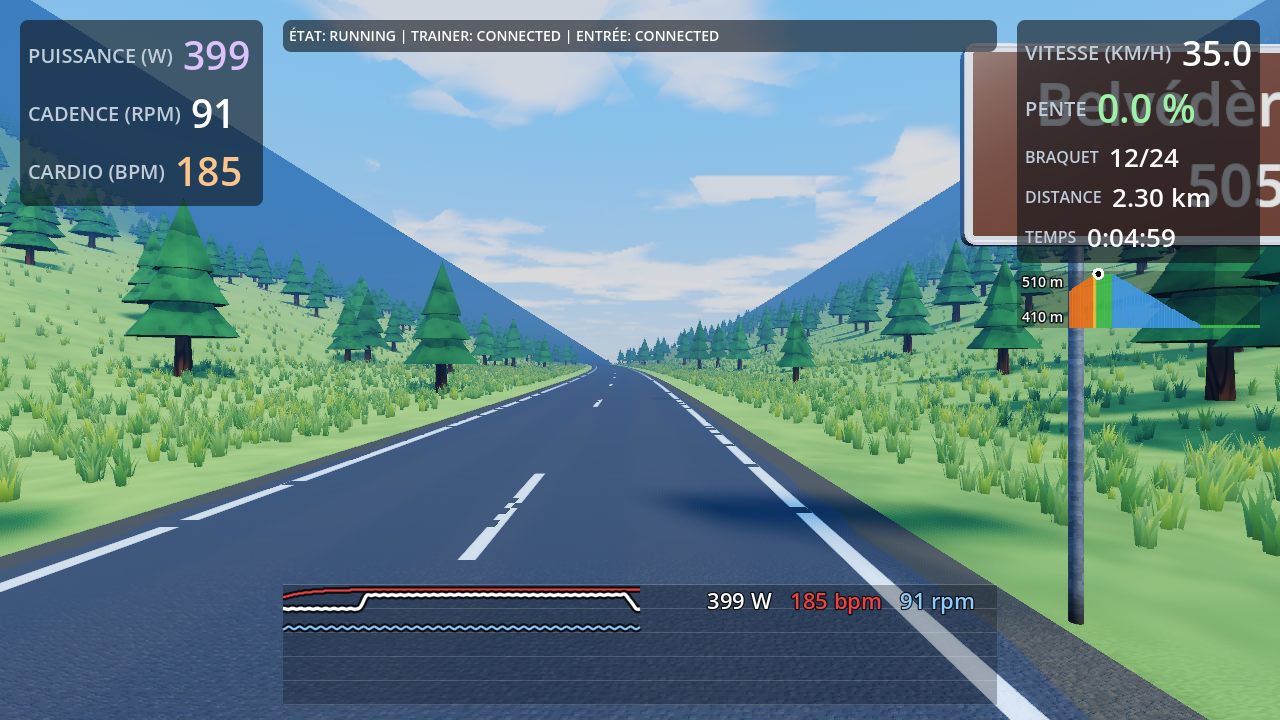 PUISSANCE (W) 399
CADENCE (RPM) 91
CARDIO (BPM) 185
ÉTAT: RUNNING | TRAINER: CONNECTED | ENTRÉE: CONNECTED
VITESSE (KM/H) 35.0
PENTE 0.0 %
BRAQUET 12/24
DISTANCE 2.30 km
TEMPS 0:04:59
Belvédèr
505
510 m
410 m
399 W 185 bpm 91 rpm